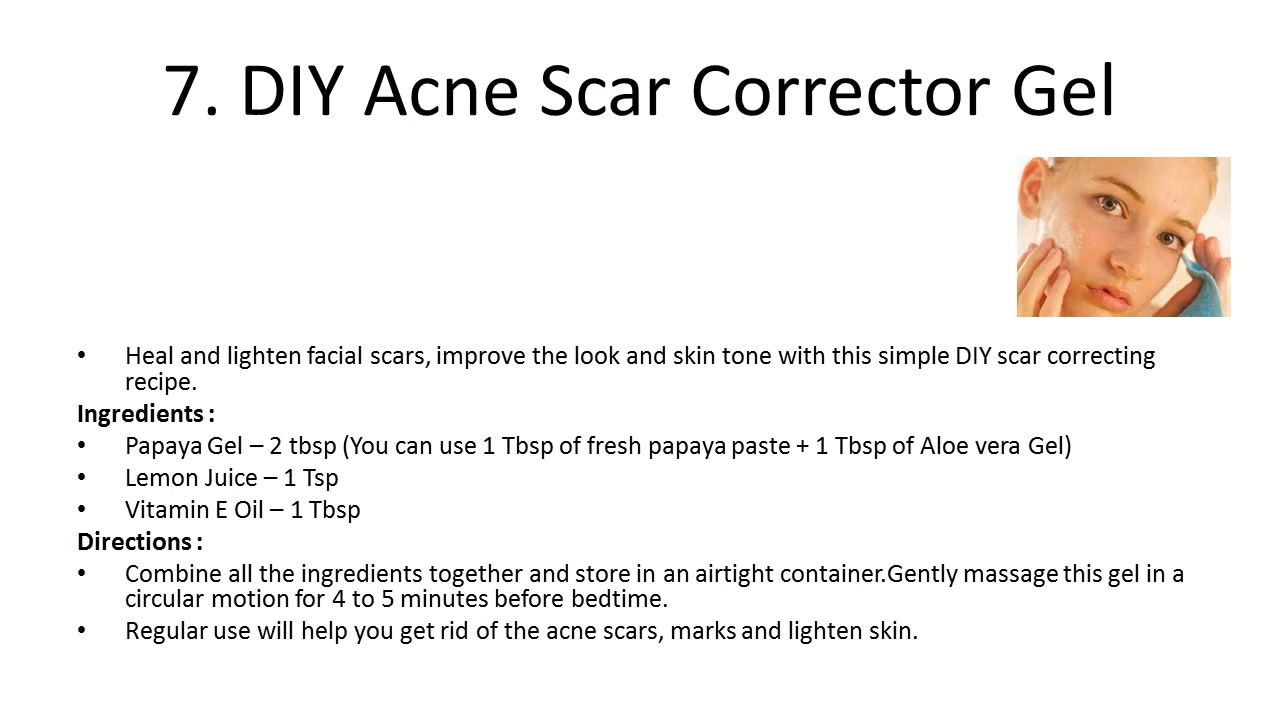 7. DIY Acne Scar Corrector Gel
• Heal and lighten facial scars, improve the look and skin tone with this simple DIY scar correcting
recipe.
Ingredients :
• Papaya Gel – 2 tbsp (You can use 1 Tbsp of fresh papaya paste + 1 Tbsp of Aloe vera Gel)
• Lemon Juice – 1 Tsp
• Vitamin E Oil – 1 Tbsp
Directions :
• Combine all the ingredients together and store in an airtight container.Gently massage this gel in a
circular motion for 4 to 5 minutes before bedtime.
• Regular use will help you get rid of the acne scars, marks and lighten skin.